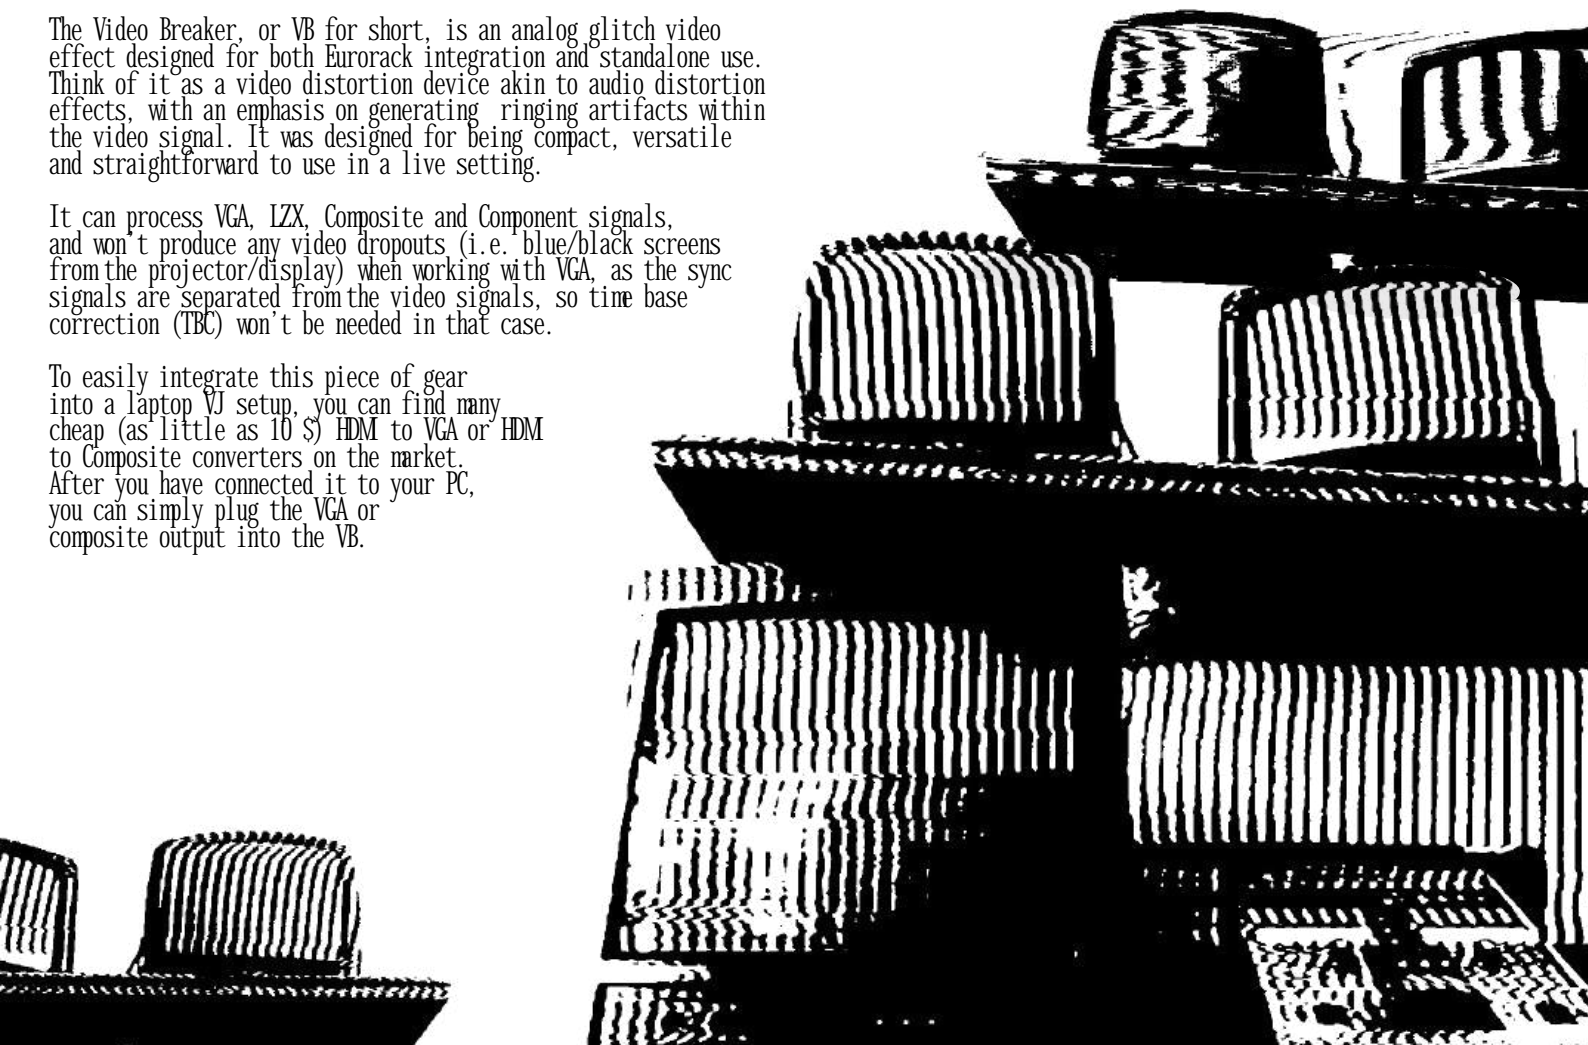 The Video Breaker, or VB for short, is an analog glitch video
effect designed for both Eurorack integration and standalone use.
Think of it as a video distortion device akin to audio distortion
effects, with an emphasis on generating  ringing artifacts within
the video signal. It was designed for being compact, versatile
and straightforward to use in a live setting.

It can process VGA, LZX, Composite and Component signals,
and won't produce any video dropouts (i.e. blue/black screens
from the projector/display) when working with VGA, as the sync
signals are separated from the video signals, so time base
correction (TBC) won't be needed in that case.

To easily integrate this piece of gear
into a laptop VJ setup, you can find many
cheap (as little as 10 $) HDMI to VGA or HDMI
to Composite converters on the market.
After you have connected it to your PC,
you can simply plug the VGA or
composite output into the VB.